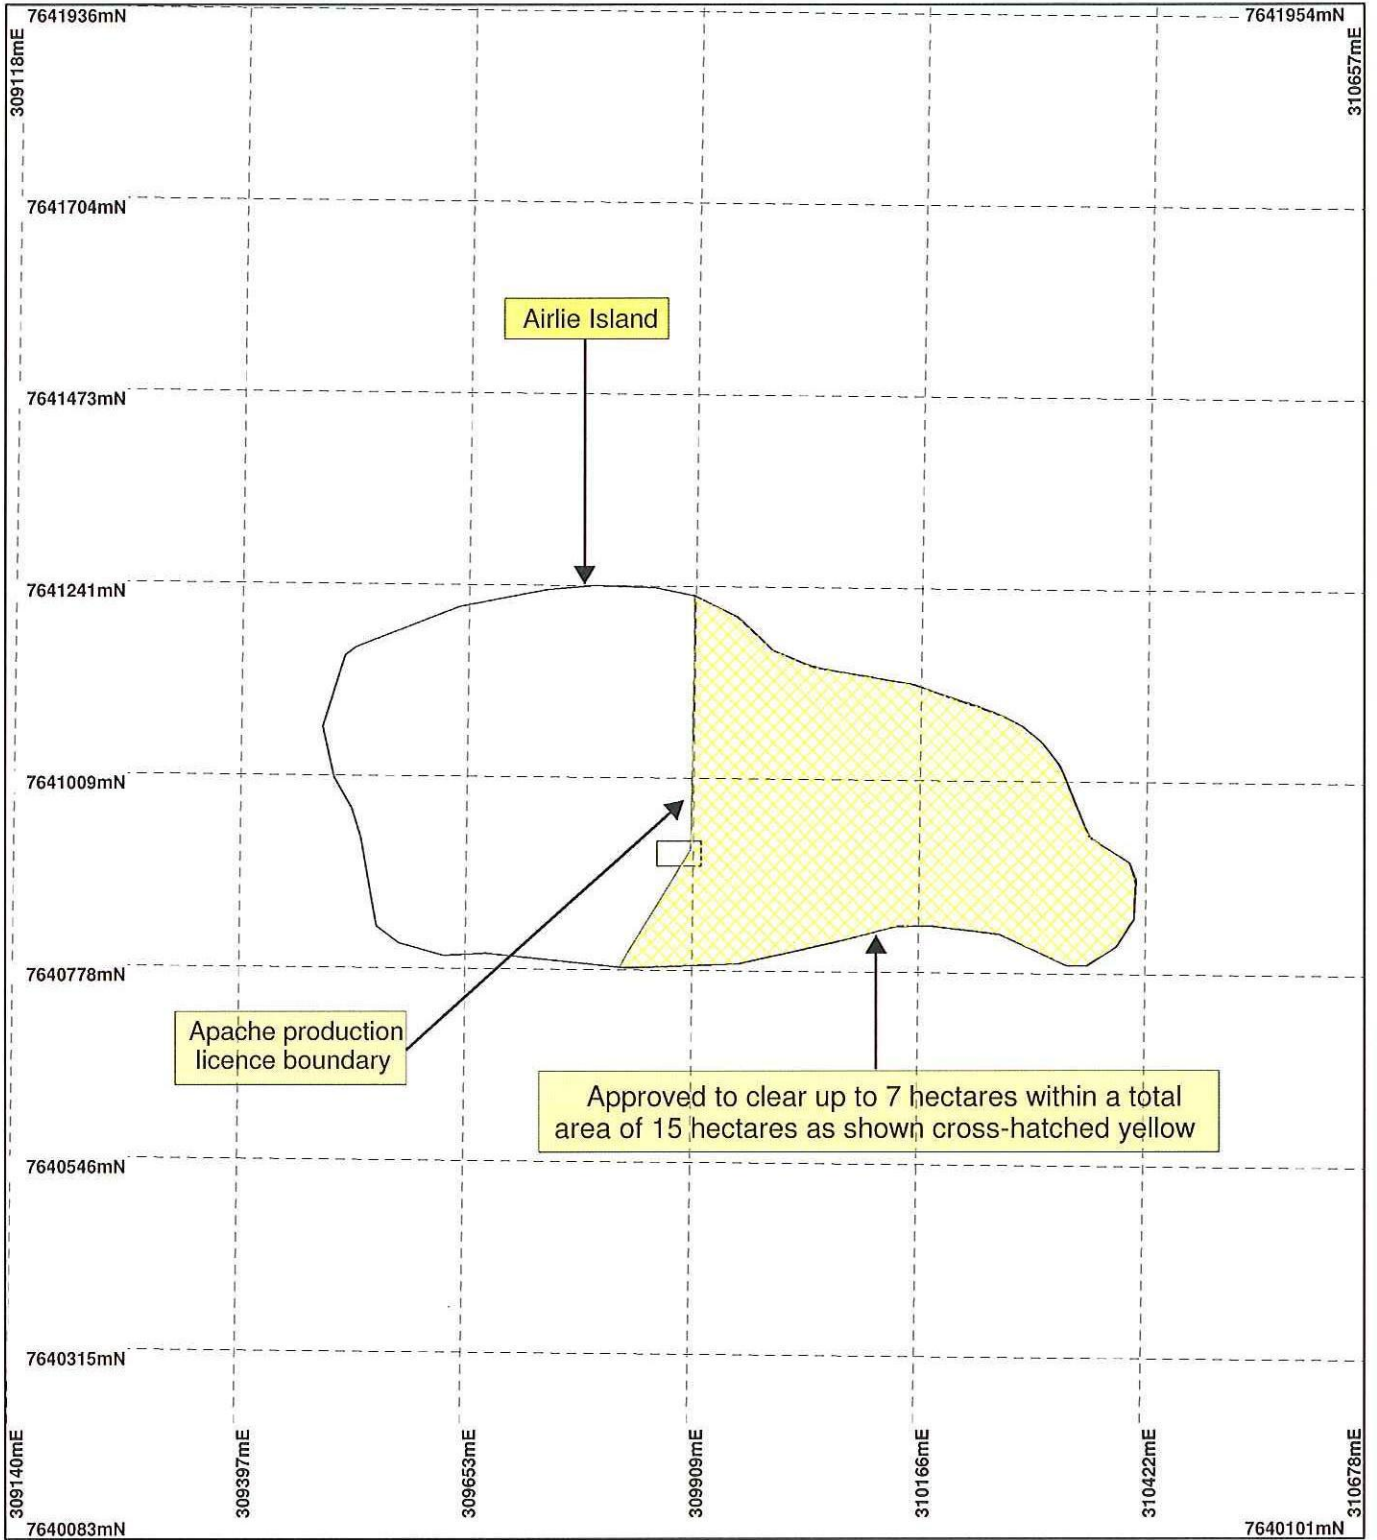 7641936mN
7641954mN
309118mE
310657mE
7641704mN
Airlie Island
7641473mN
7641241mN
7641009mN
7640778mN
Apache production
licence boundary
Approved to clear up to 7 hectares within a total
area of 15 hectares as shown cross-hatched yellow
7640546mN
7640315mN
309140mE
309397mE
309653mE
309909mE
310166mE
310422mE
310678mE
7640083mN
7640101mN